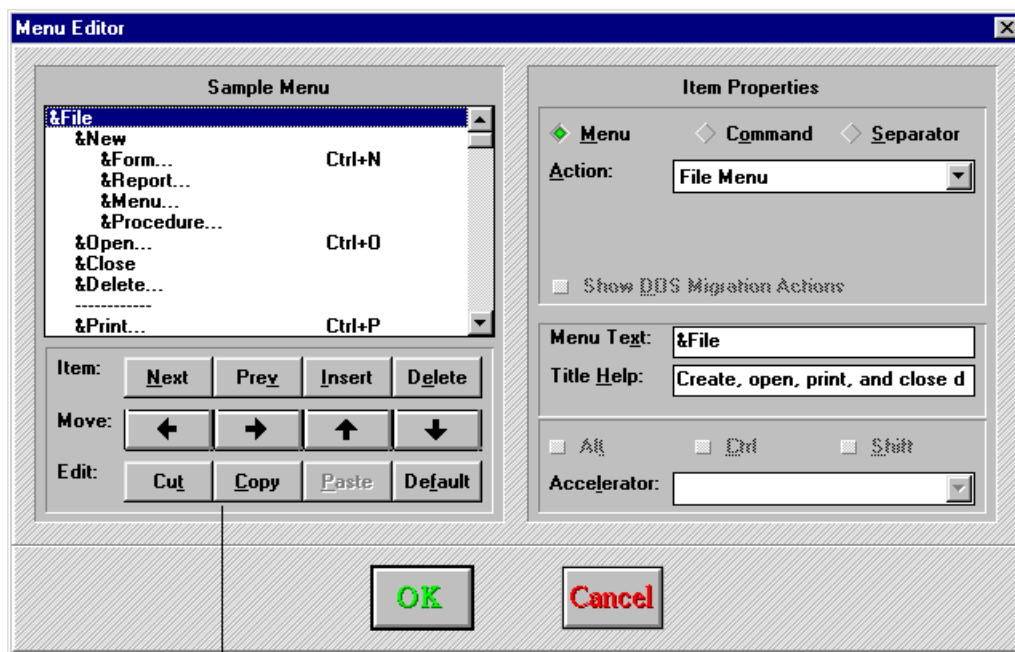 Menu Editor
Sample Menu
&File
&New
&Form... Ctrl+N
&Report...
&Menu...
&Procedure...
&Open... Ctrl+O
&Close
&Delete...
------------
&Print... Ctrl+P
Item: Next Prev Insert Delete
Move:
Edit: Cut Copy Paste Default
Item Properties
Menu Command Separator
Action: File Menu
Show DOS Migration Actions
Menu Text: &File
Title Help: Create, open, print, and close d
Alt Ctrl Shift
Accelerator:
OK Cancel